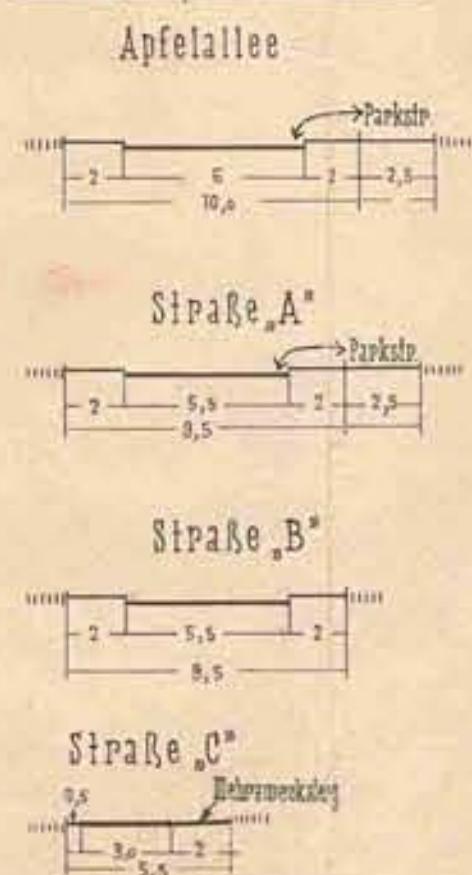 Apfelallee
Parkstr.
2 6 2 2,5
10,0
Straße „A"
Parkstr.
2 5,5 2 2,5
9,5
Straße „B"
2 5,5 2
9,5
Straße „C"
0,5 Mehrzwecksteig
3,0 2
5,5